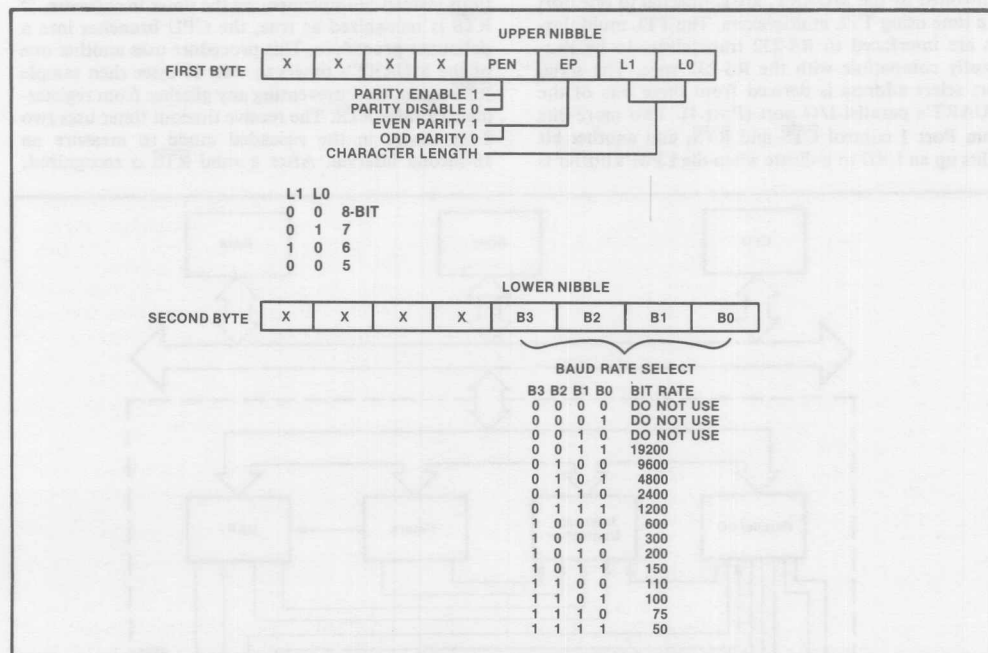 UPPER NIBBLE
FIRST BYTE X X X X PEN EP L1 L0
PARITY ENABLE 1
PARITY DISABLE 0
EVEN PARITY 1
ODD PARITY 0
CHARACTER LENGTH
L1 L0
0 0 8-BIT
0 1 7
1 0 6
0 0 5
LOWER NIBBLE
SECOND BYTE X X X X B3 B2 B1 B0
BAUD RATE SELECT
B3 B2 B1 B0 BIT RATE
0 0 0 0 DO NOT USE
0 0 0 1 DO NOT USE
0 0 1 0 DO NOT USE
0 0 1 1 19200
0 1 0 0 9600
0 1 0 1 4800
0 1 1 0 2400
0 1 1 1 1200
1 0 0 0 600
1 0 0 1 300
1 0 1 0 200
1 0 1 1 150
1 1 0 0 110
1 1 0 1 100
1 1 1 0 75
1 1 1 1 50